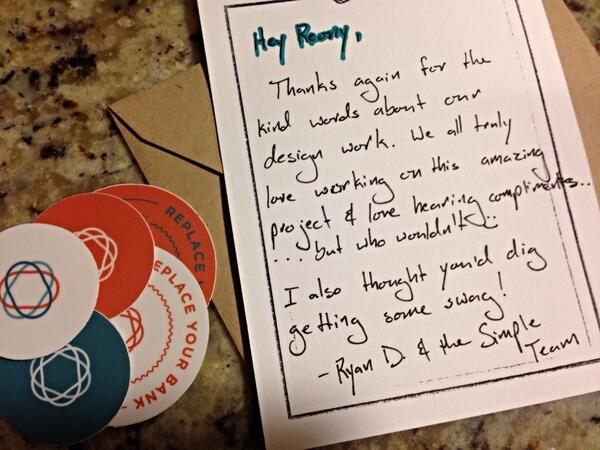 Hey
Thanks again for the
kind words about our
design work. We all truly
love working on this amazing
project & love hearing compliments...
... but who wouldn't :)
I also thought you'd dig
getting some swag!
- Ryan D. & the Simple
Team
REPLACE
EPLACE YOUR BANK